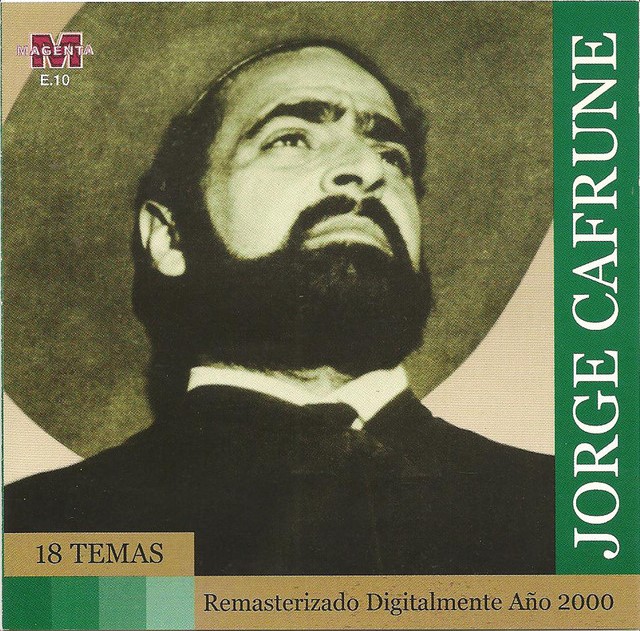 MAGENTA
E.10
JORGE CAFRUNE
18 TEMAS
Remasterizado Digitalmente Año 2000